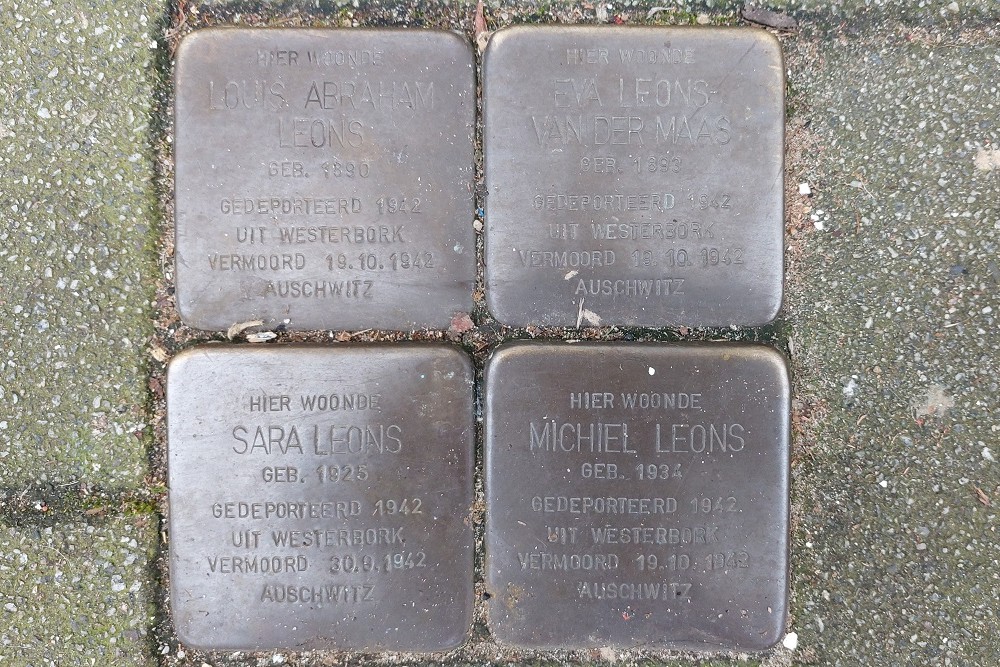 HIER WOONDE
LOUIS ABRAHAM
LEONS
GEB. 1890
GEDEPORTEERD 1942
UIT WESTERBORK
VERMOORD 19.10.1942
AUSCHWITZ
HIER WOONDE
EVA LEONS-
VAN DER MAAS
GEB. 1893
GEDEPORTEERD 1942
UIT WESTERBORK
VERMOORD 19.10.1942
AUSCHWITZ
HIER WOONDE
SARA LEONS
GEB. 1925
GEDEPORTEERD 1942
UIT WESTERBORK
VERMOORD 30.9.1942
AUSCHWITZ
HIER WOONDE
MICHIEL LEONS
GEB. 1934
GEDEPORTEERD 1942
UIT WESTERBORK
VERMOORD 19.10.1942
AUSCHWITZ